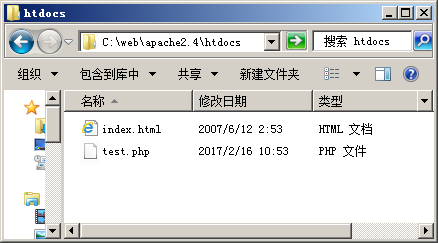 htdocs
C:\web\apache2.4\htdocs
搜索 htdocs
组织 包含到库中 共享 新建文件夹
名称 修改日期 类型
index.html 2007/6/12 2:53 HTML 文档
test.php 2017/2/16 10:53 PHP 文件